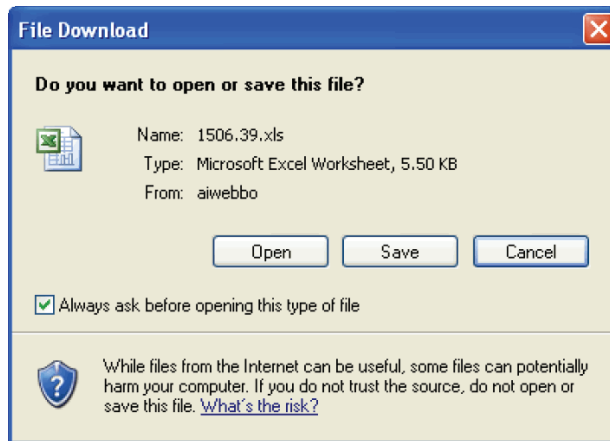 File Download
Do you want to open or save this file?
Name: 1506.39.xls
Type: Microsoft Excel Worksheet, 5.50 KB
From: aiwebbo
Open Save Cancel
Always ask before opening this type of file
While files from the Internet can be useful, some files can potentially
harm your computer. If you do not trust the source, do not open or
save this file. What's the risk?